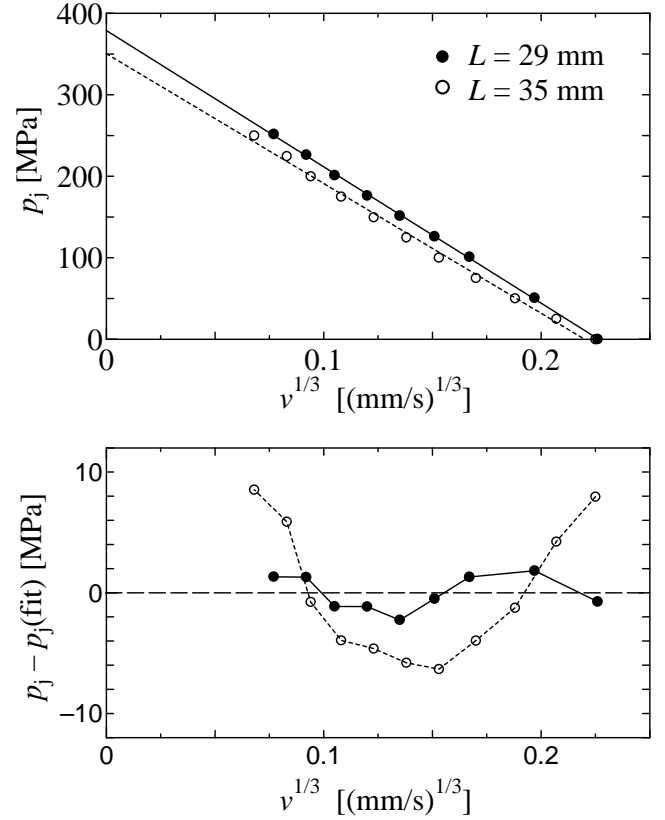 400
300
200
100
0
p_j [MPa]
L = 29 mm
L = 35 mm
0
0.1
0.2
v^{1/3} [(mm/s)^{1/3}]
10
0
−10
p_j − p_j(fit) [MPa]
0
0.1
0.2
v^{1/3} [(mm/s)^{1/3}]